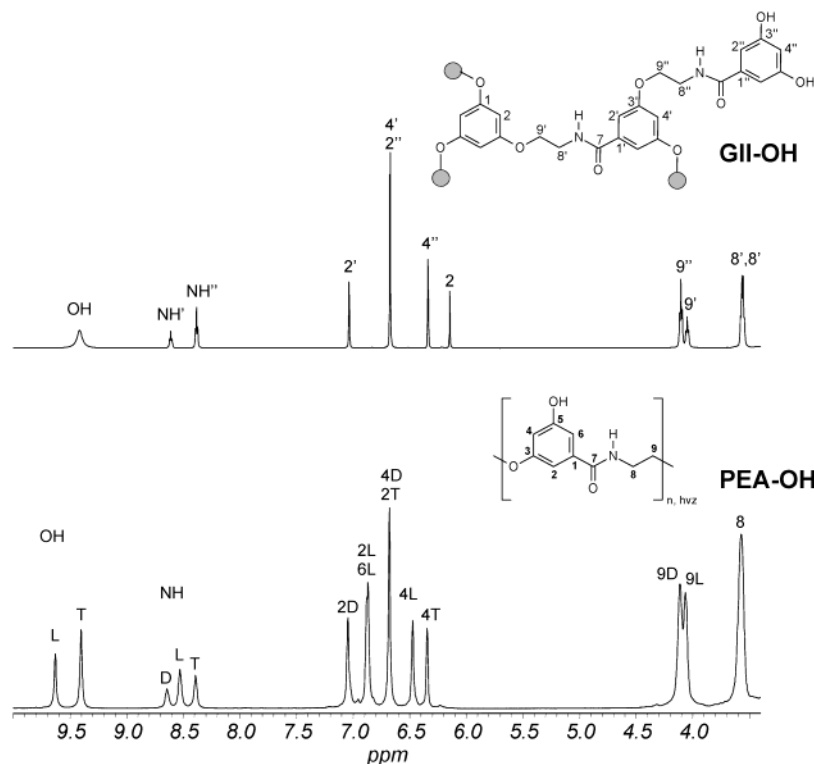 OH
3''
2''
4''
H
N
9''
1''
OH
O
8''
O
O
1
2
3'
H
N
9'
2'
4'
O
O
7
1'
O
8'
O
GII-OH
4'
2''
2'
4''
2
9''
9'
8',8'
OH
NH'
NH''
OH
5
4
6
H
9
3
7
N
O
1
2
8
O
n, hvz
PEA-OH
4D
2T
8
OH
2L
6L
NH
9D
9L
2D
4L
4T
L
T
D
L
T
9.5 9.0 8.5 8.0 7.5 7.0 6.5 6.0 5.5 5.0 4.5 4.0
ppm